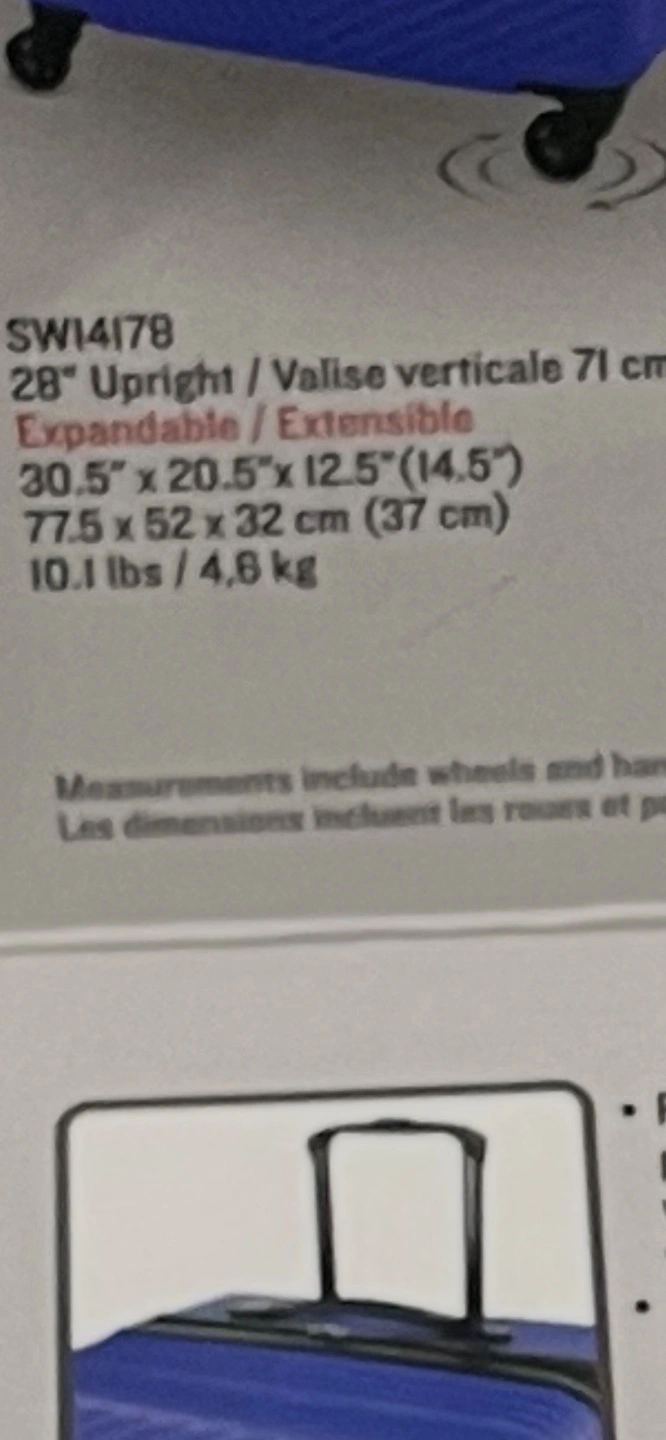 SW14178
28" Upright / Valise verticale 71 cm
Expandable / Extensible
30.5" x 20.5"x 12.5"(14.5")
77.5 x 52 x 32 cm (37 cm)
10.1 lbs / 4,6 kg
Measurements include wheels and
Les dimensions incluent les roues et